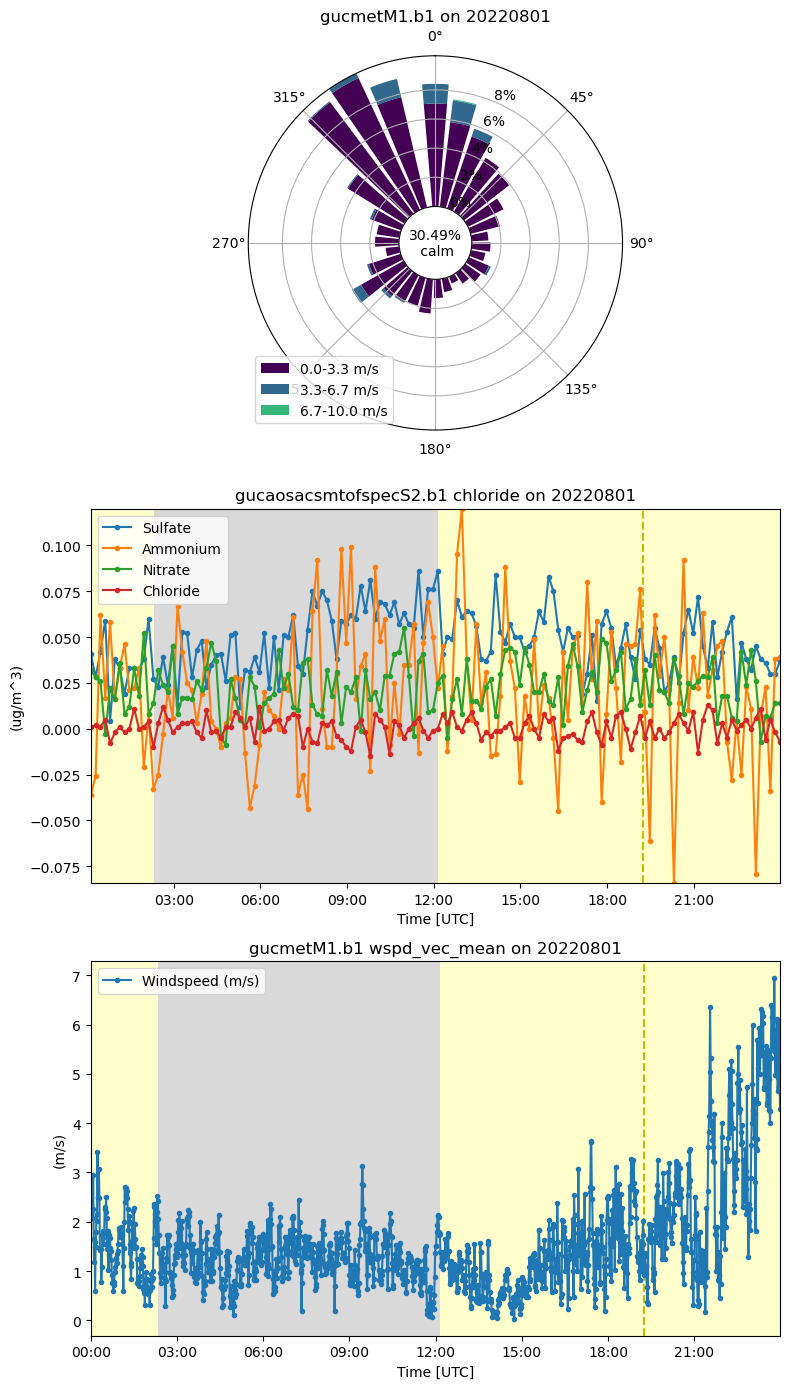 gucmetM1.b1 on 20220801
0°
315°
45°
8%
6%
4%
2%
0%
30.49%
calm
270°
90°
0.0-3.3 m/s
3.3-6.7 m/s
6.7-10.0 m/s
135°
180°
gucaosacsmtofspecS2.b1 chloride on 20220801
Sulfate
Ammonium
Nitrate
Chloride
(ug/m^3)
0.100
0.075
0.050
0.025
0.000
−0.025
−0.050
−0.075
03:00 06:00 09:00 12:00 15:00 18:00 21:00
Time [UTC]
gucmetM1.b1 wspd_vec_mean on 20220801
Windspeed (m/s)
(m/s)
7
6
5
4
3
2
1
0
00:00 03:00 06:00 09:00 12:00 15:00 18:00 21:00
Time [UTC]